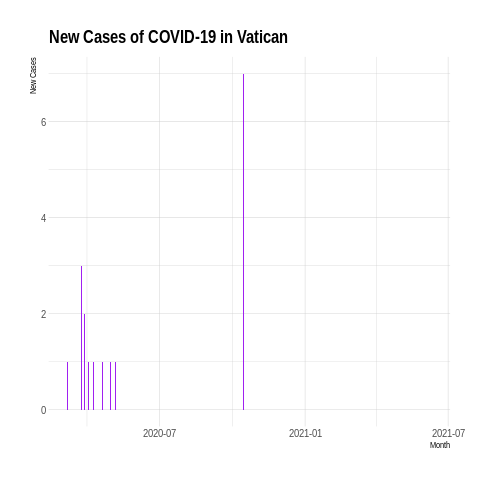 New Cases of COVID-19 in Vatican
New Cases
6
4
2
0
2020-07
2021-01
2021-07
Month